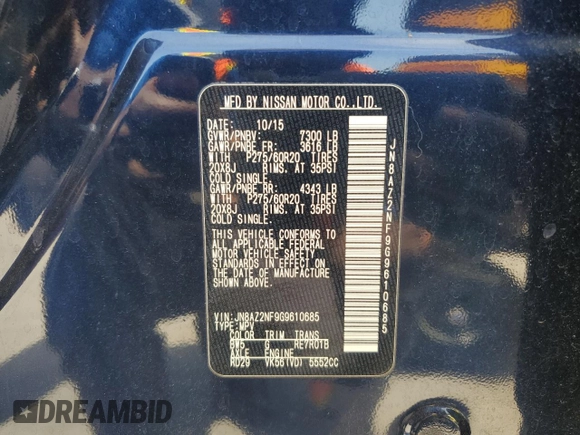 MFD BY NISSAN MOTOR CO.,LTD.
DATE: 10/15
GVWR/PNBV: 7300 LB
GAWR/PNBE FR: 3616 LB
WITH P275/60R20 TIRES
20X8J RIMS. AT 35PSI
COLD SINGLE.
GAWR/PNBE RR: 4343 LB
WITH P275/60R20 TIRES
20X8J RIMS. AT 35PSI
COLD SINGLE.
THIS VEHICLE CONFORMS TO
ALL APPLICABLE FEDERAL
MOTOR VEHICLE SAFETY
STANDARDS IN EFFECT ON
THE DATE OF MANUFACTURE
SHOWN ABOVE.
VIN: JN8AZ2NF9G9610685
TYPE: MPV
COLOR TRIM TRANS
BW5 G RE7R01B
AXLE ENGINE
RD29 VK56(VD) 5552CC
JN8AZ2NF9G9610685
DREAMBID